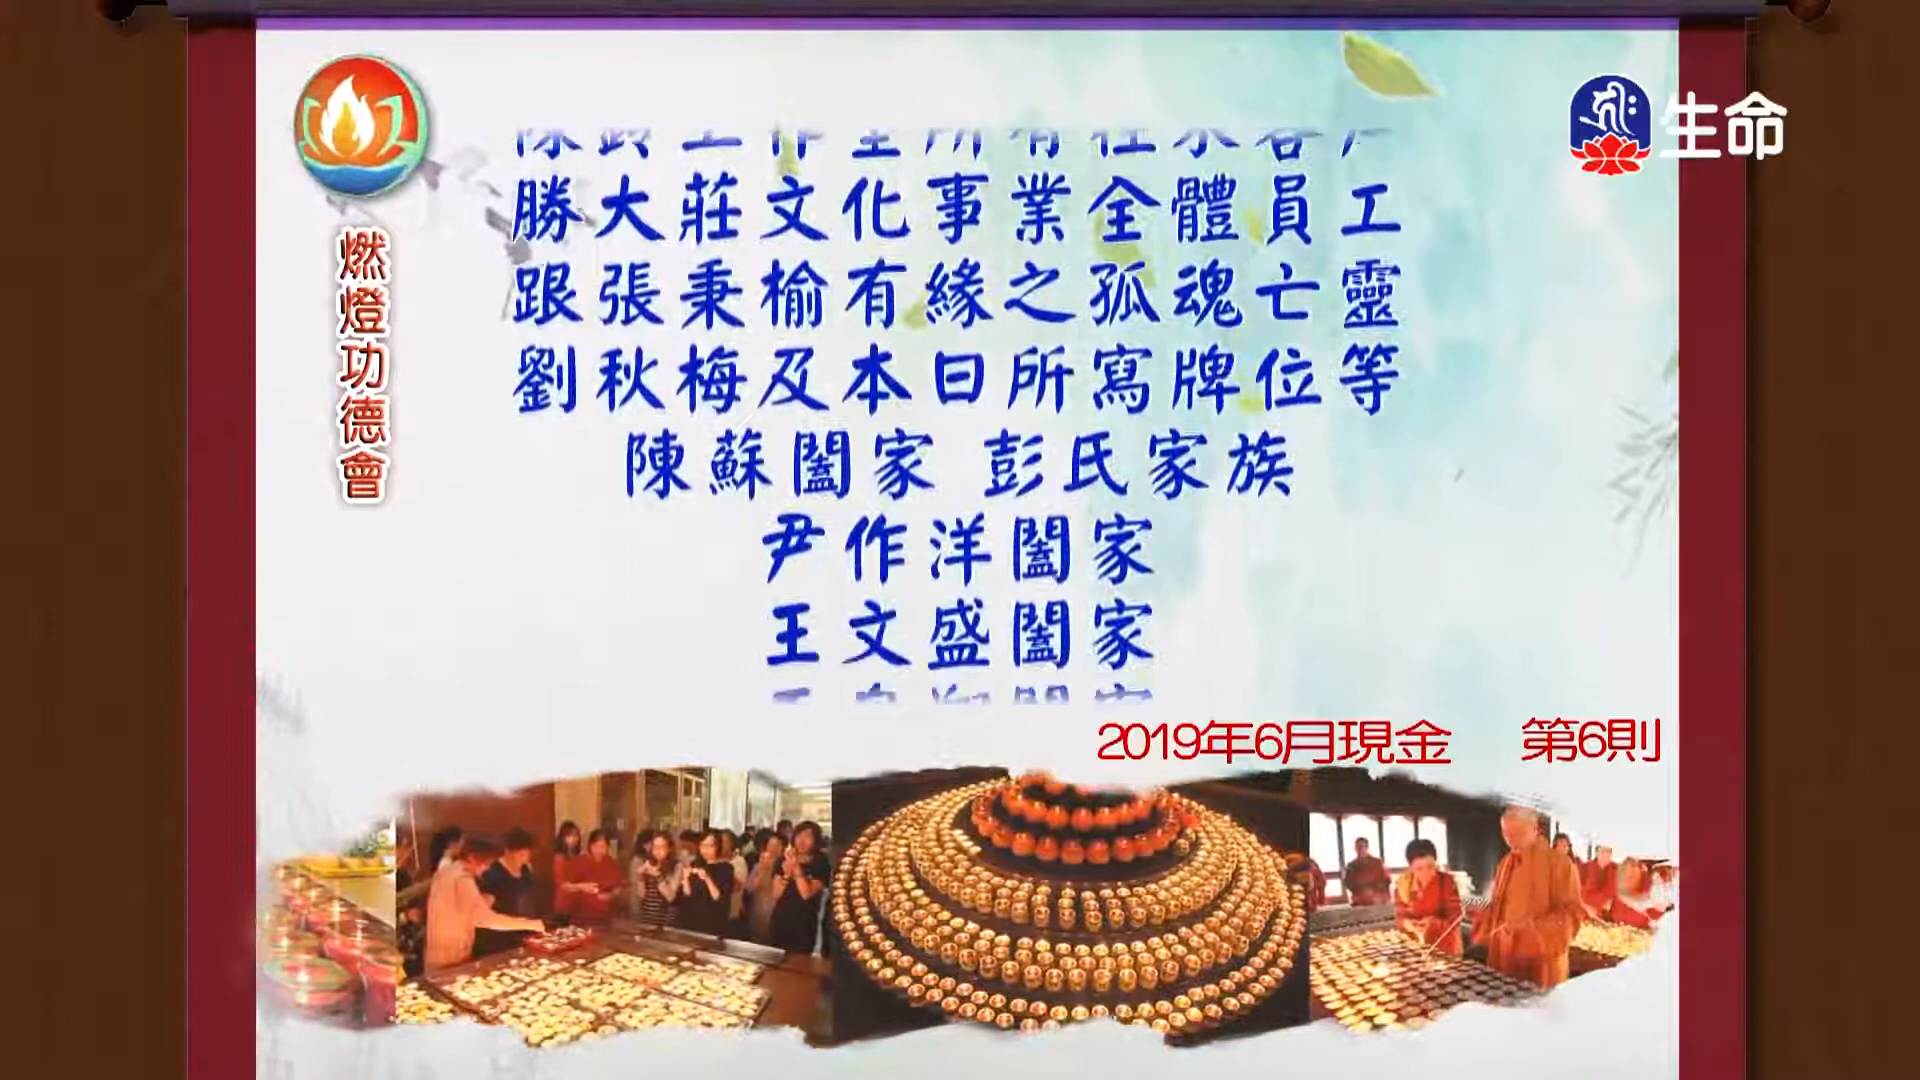 生命
燃燈功德會
勝大莊文化事業全體員工
跟張秉榆有緣之孤魂亡靈
劉秋梅及本日所寫牌位等
陳蘇闔家 彭氏家族
尹作洋闔家
王文盛闔家
2019年6月現金 第6則